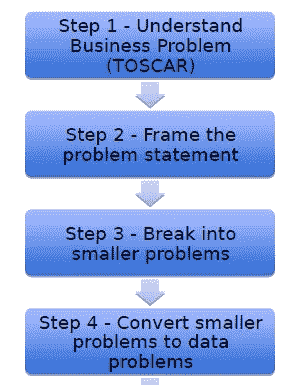 Step 1 - Understand
Business Problem
(TOSCAR)
Step 2 - Frame the
problem statement
Step 3 - Break into
smaller problems
Step 4 - Convert smaller
problems to data
problems